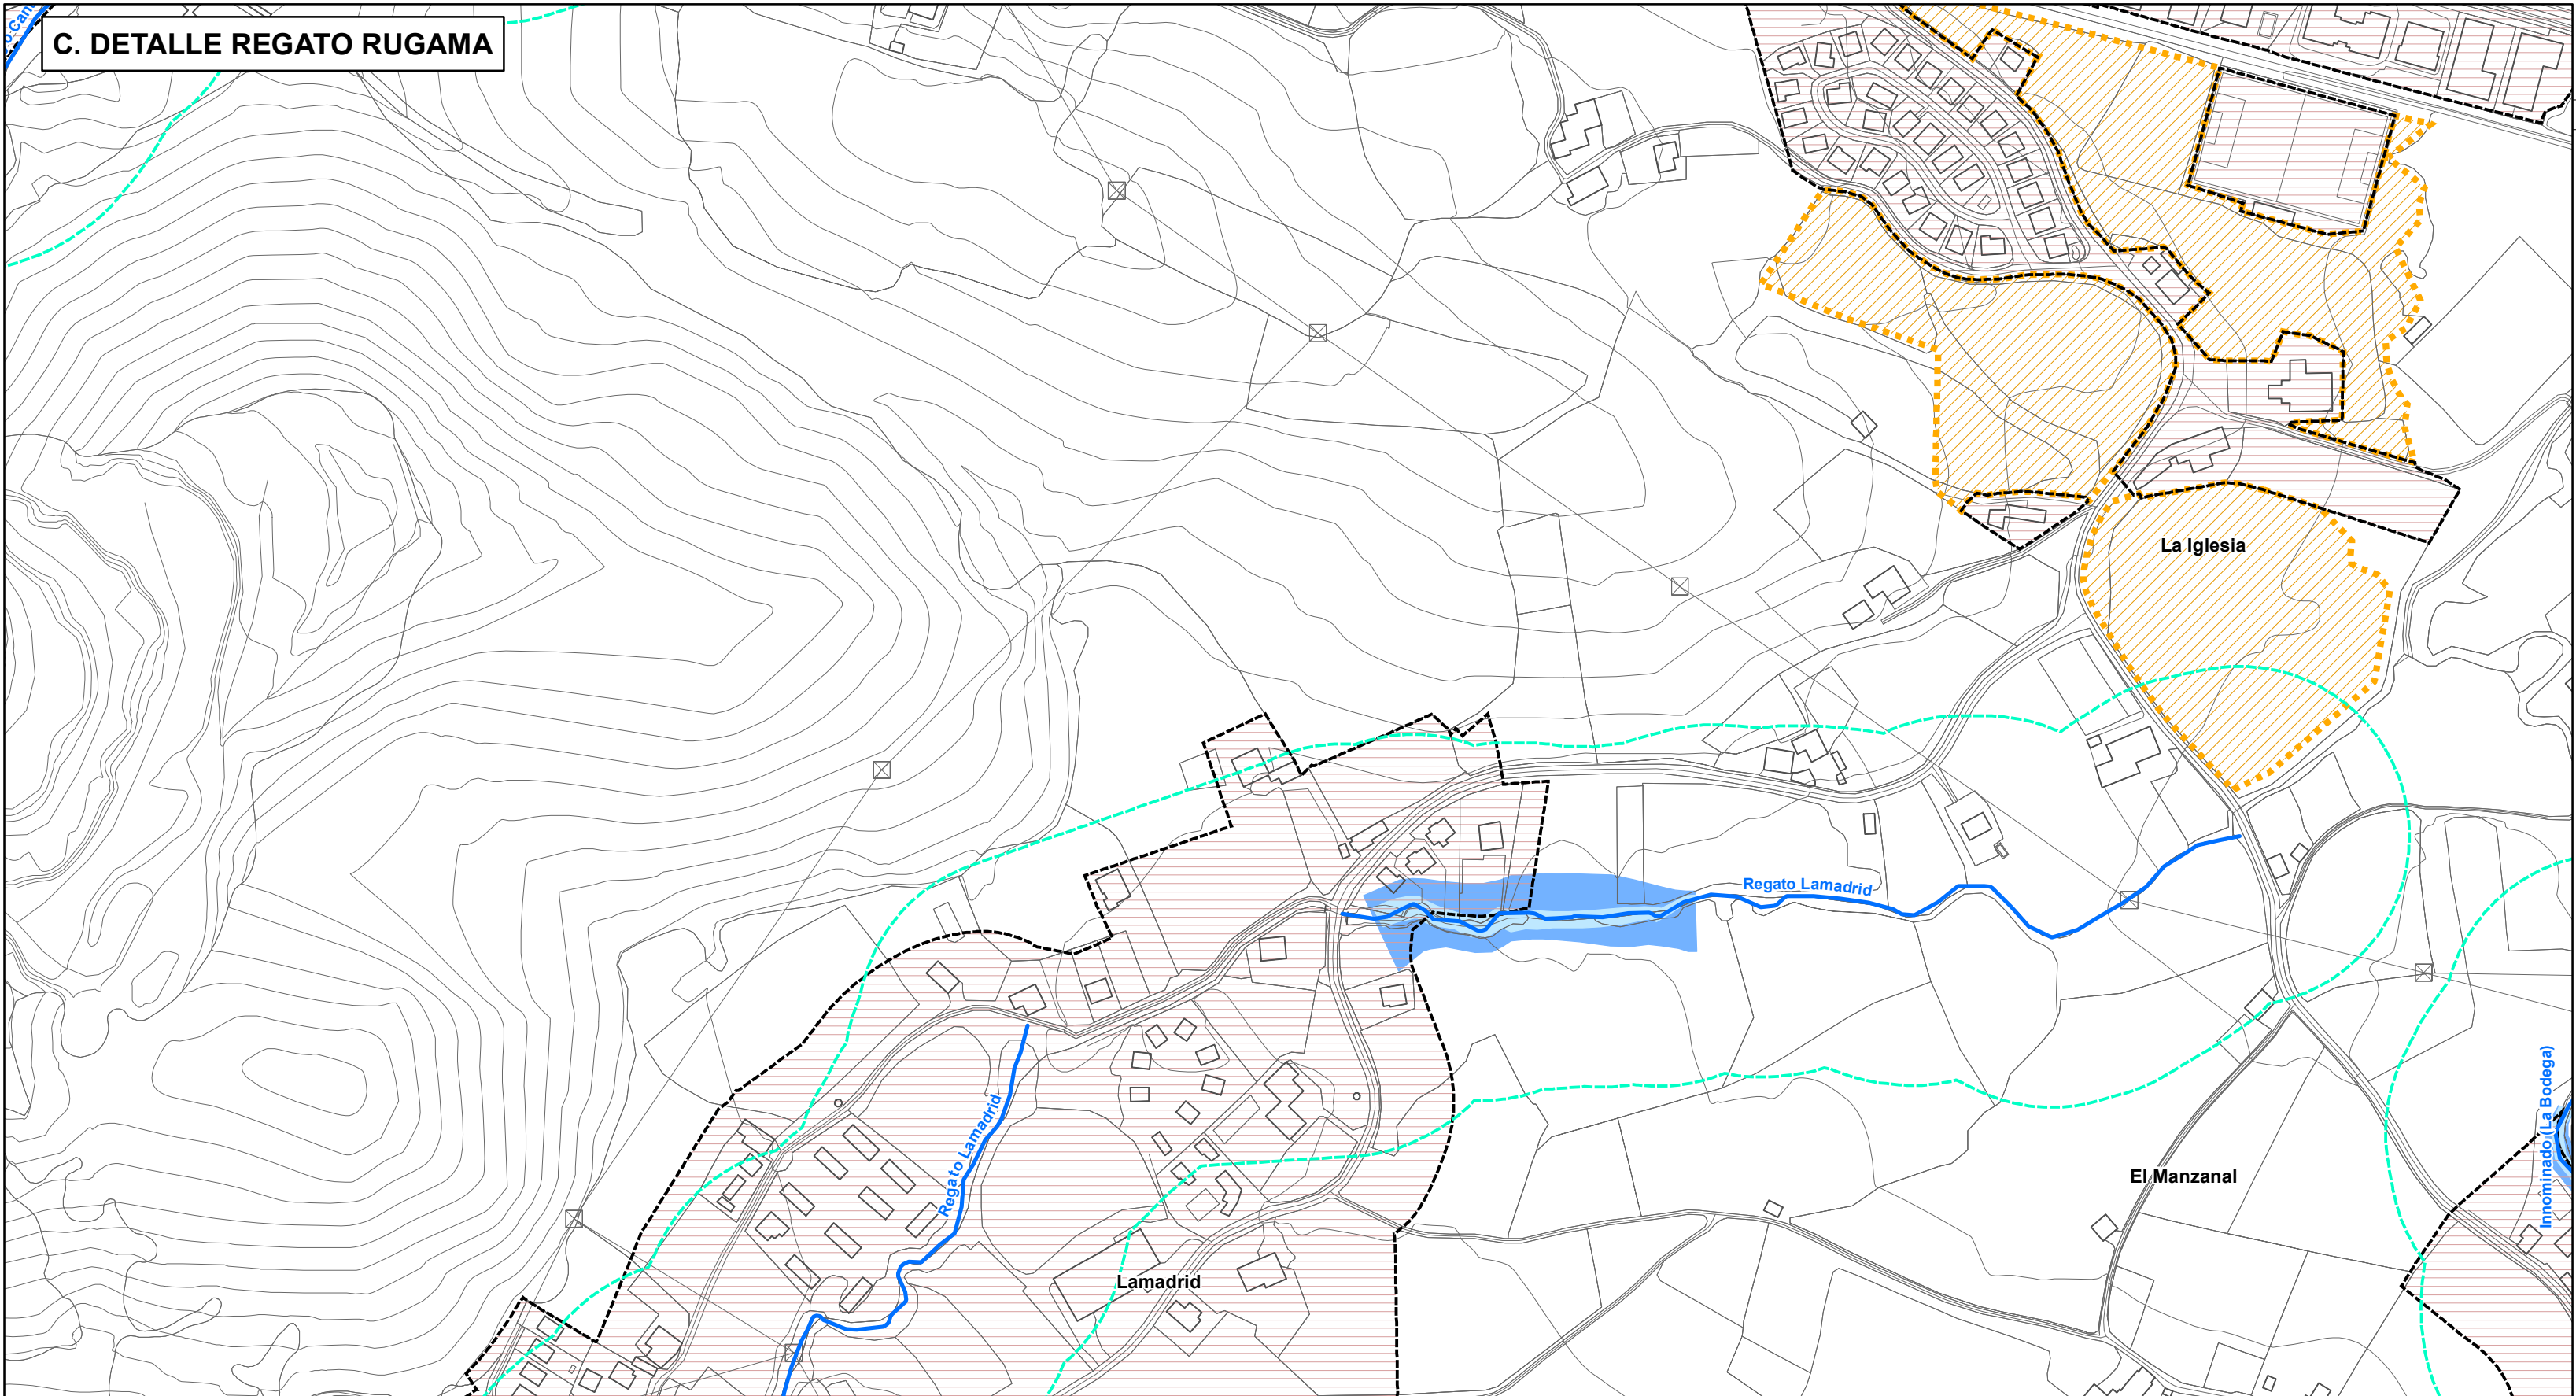 C. DETALLE REGATO RUGAMA
La Iglesia
Regato Lamadrid
Regato Lamadrid
Innominado (La Bodega)
El Manzanal
Lamadrid